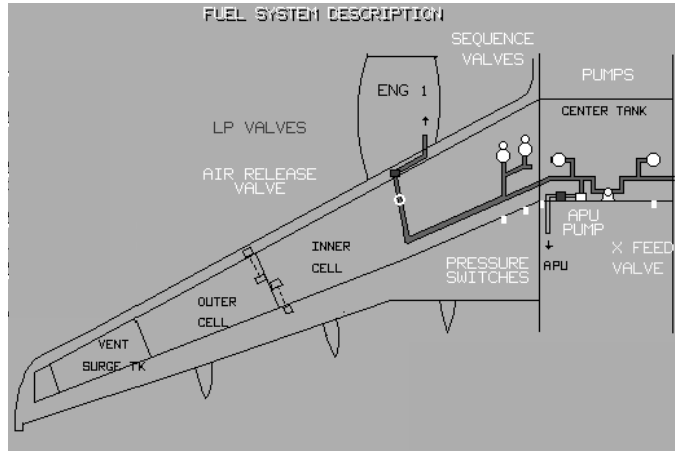 FUEL SYSTEM DESCRIPTION
SEQUENCE
VALVES
PUMPS
ENG 1
CENTER TANK
LP VALVES
AIR RELEASE
VALVE
APU
PUMP
INNER
CELL
X FEED
VALVE
PRESSURE
SWITCHES
APU
OUTER
CELL
VENT
SURGE TK